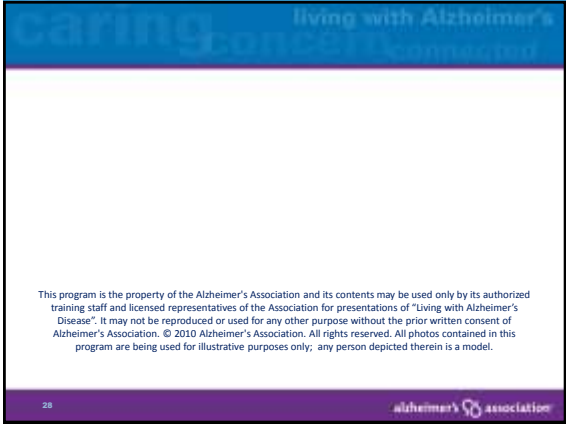 living with Alzheimer's
caring
concern
connected
This program is the property of the Alzheimer's Association and its contents may be used only by its authorized
training staff and licensed representatives of the Association for presentations of "Living with Alzheimer's
Disease". It may not be reproduced or used for any other purpose without the prior written consent of
Alzheimer's Association. © 2010 Alzheimer's Association. All rights reserved. All photos contained in this
program are being used for illustrative purposes only; any person depicted therein is a model.
28
alzheimer's association